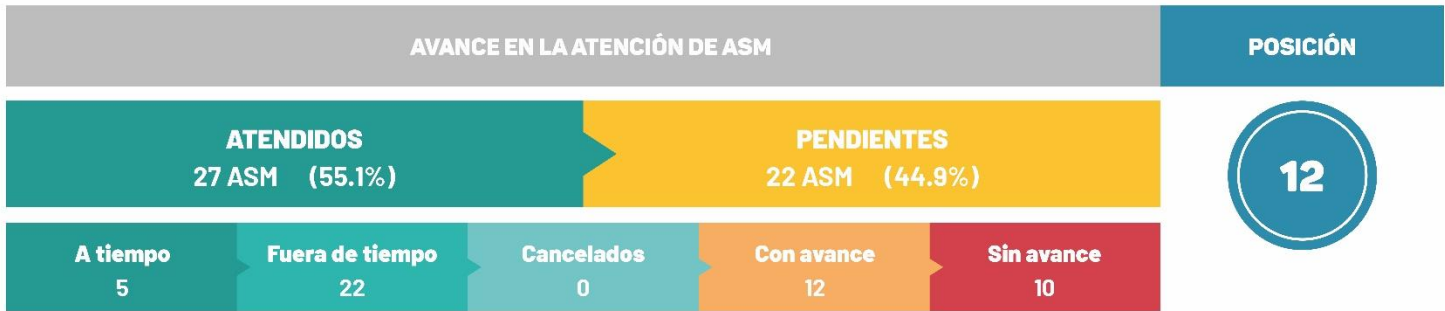 AVANCE EN LA ATENCIÓN DE ASM
POSICIÓN
ATENDIDOS
27 ASM (55.1%)
PENDIENTES
22 ASM (44.9%)
12
A tiempo
5
Fuera de tiempo
22
Cancelados
0
Con avance
12
Sin avance
10